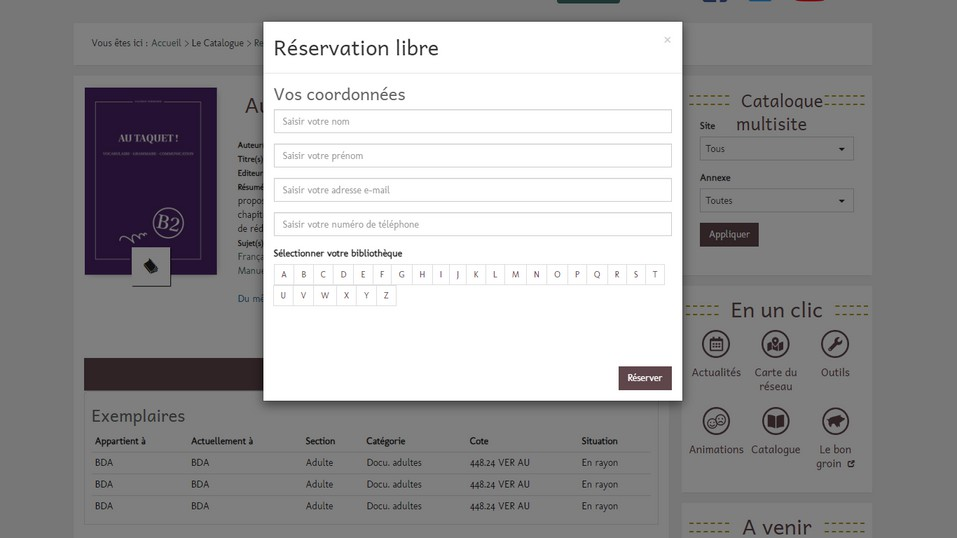 Vous êtes ici : Accueil > Le Catalogue > Re
Réservation libre
×
Vos coordonnées
Saisir votre nom
Saisir votre prénom
Saisir votre adresse e-mail
Saisir votre numéro de téléphone
Sélectionner votre bibliothèque
A B C D E F G H I J K L M N O P Q R S T
U V W X Y Z
Réserver
AU TAQUET !
B2
Au
Auteur(
Titre(s)
Editeur
Résumé
propos
chapit
de réd
Sujet(s)
França
Manue
Du mê
Exemplaires
Appartient à Actuellement à Section Catégorie Cote Situation
BDA BDA Adulte Docu. adultes 448.24 VER AU En rayon
BDA BDA Adulte Docu. adultes 448.24 VER AU En rayon
BDA BDA Adulte Docu. adultes 448.24 VER AU En rayon
Catalogue
multisite
Site
Tous
Annexe
Toutes
Appliquer
En un clic
Actualités
Carte du
réseau
Outils
Animations
Catalogue
Le bon
groin
A venir